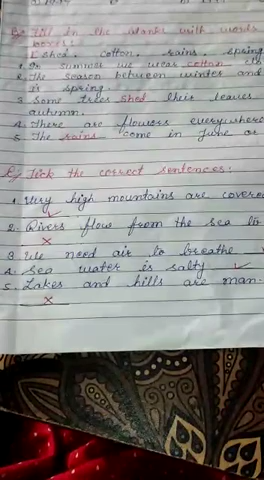 Fill in the blanks with words
boxes:
Shed. cotton. rains. Spring
1. In summer we wear cotton clo
2. The season between winter and
is spring.
3. Some trees shed their leaves
autumn.
4. There are flowers everywhere
5. The rains come in June or
Tick the correct sentences:
1. Very high mountains are covered
2. Rivers flow from the sea to
3. We need air to breathe
4. Sea water is salty
5. Lakes and hills are man-